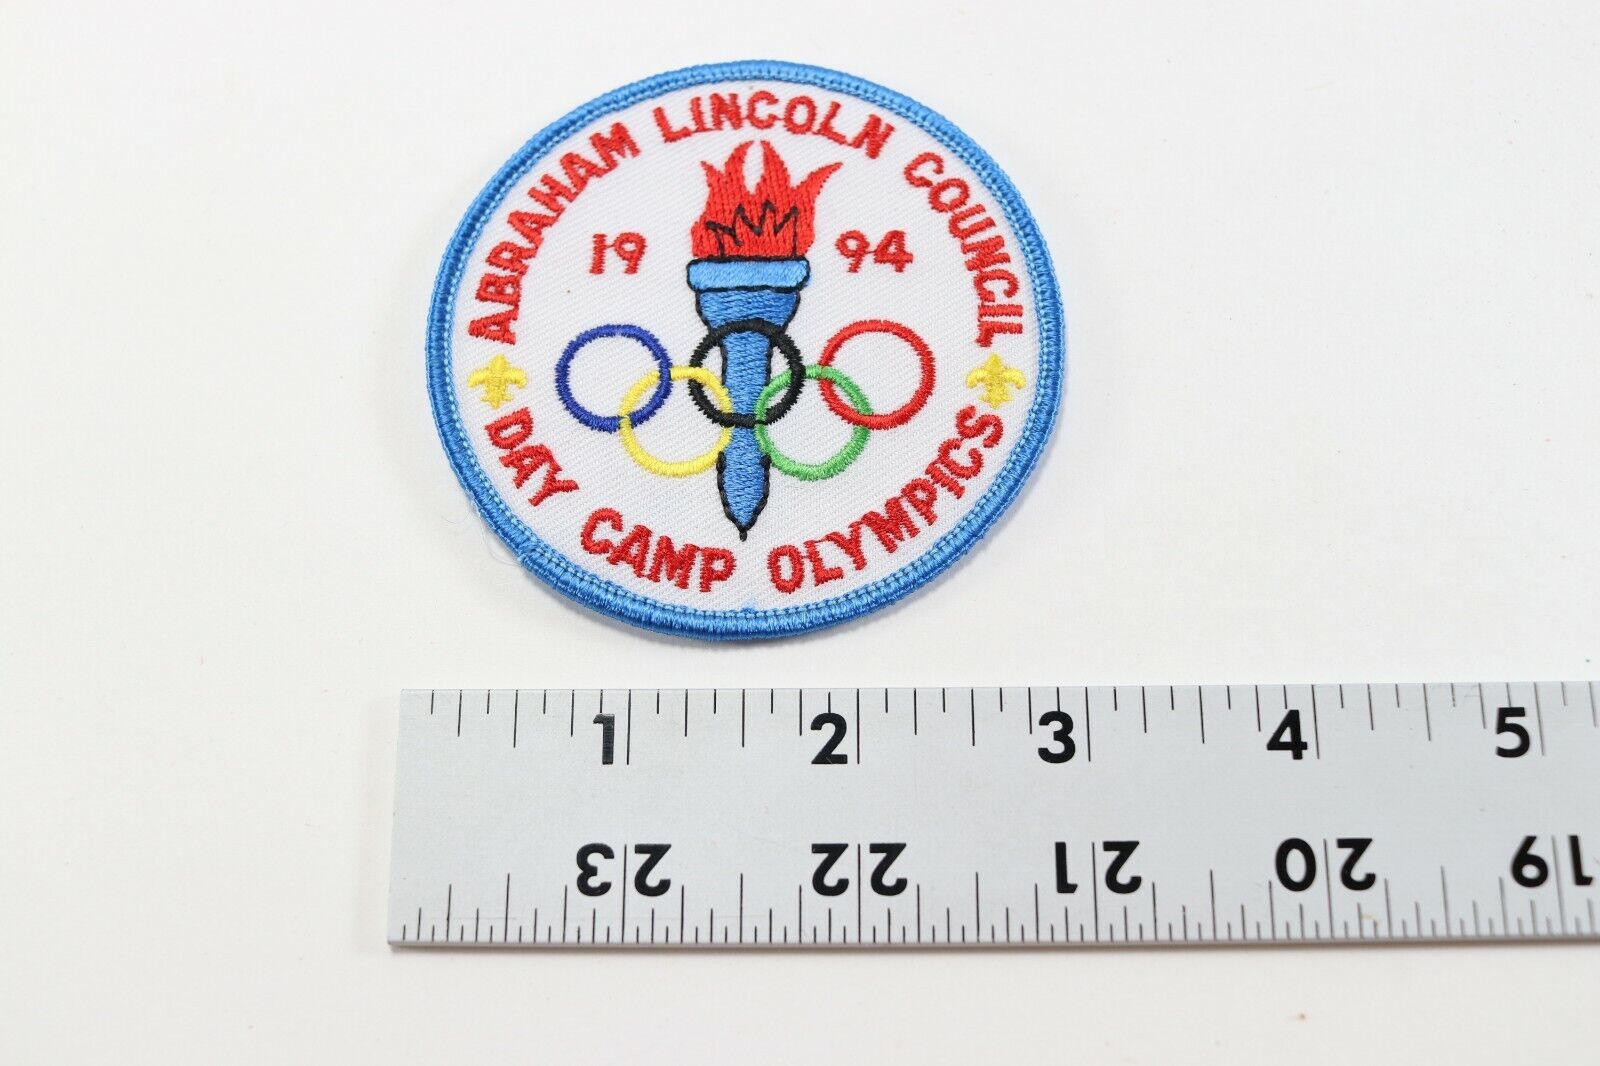 ABRAHAM LINCOLN COUNCIL
19 94
DAY CAMP OLYMPICS
1 2 3 4 5
23 22 21 20 19